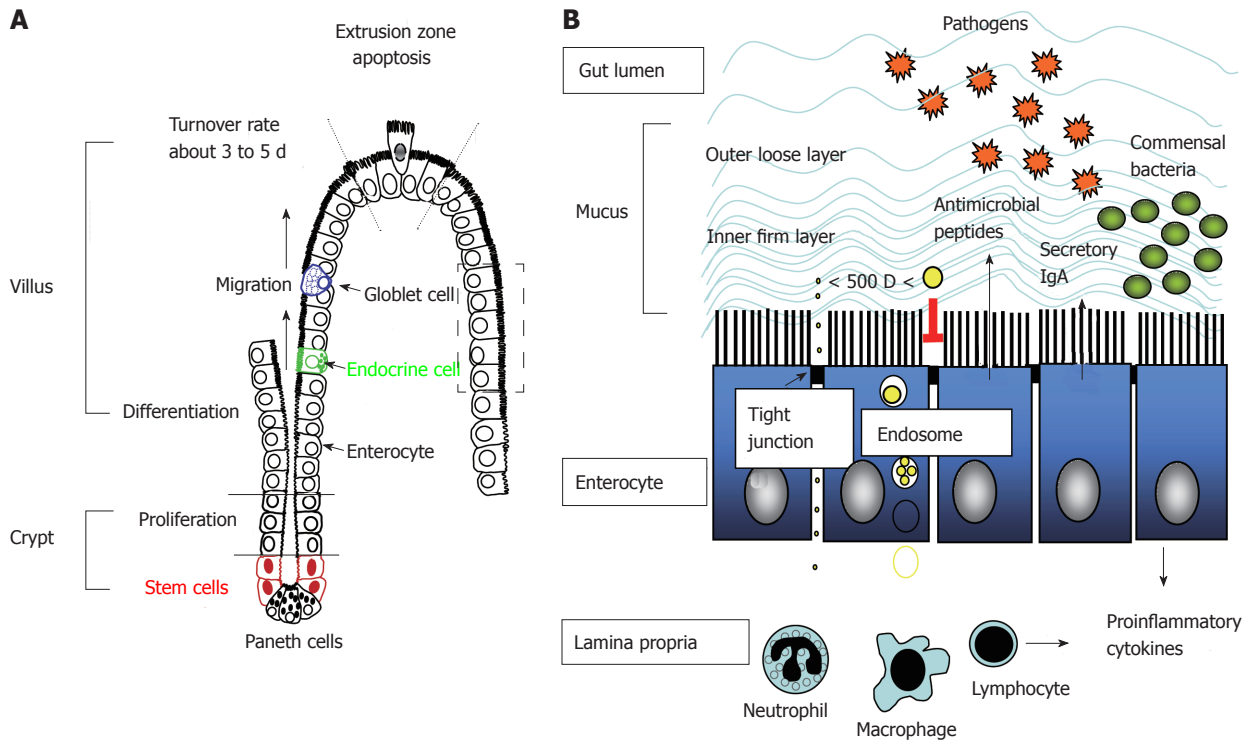 A
Extrusion zone
apoptosis
Turnover rate
about 3 to 5 d
Villus
Migration
Globlet cell
Endocrine cell
Differentiation
Enterocyte
Crypt
Proliferation
Stem cells
Paneth cells
B
Pathogens
Gut lumen
Commensal
bacteria
Outer loose layer
Mucus
Antimicrobial
peptides
Inner firm layer
Secretory
IgA
< 500 D <
Tight
junction
Endosome
Enterocyte
Lamina propria
Proinflammatory
cytokines
Lymphocyte
Neutrophil
Macrophage